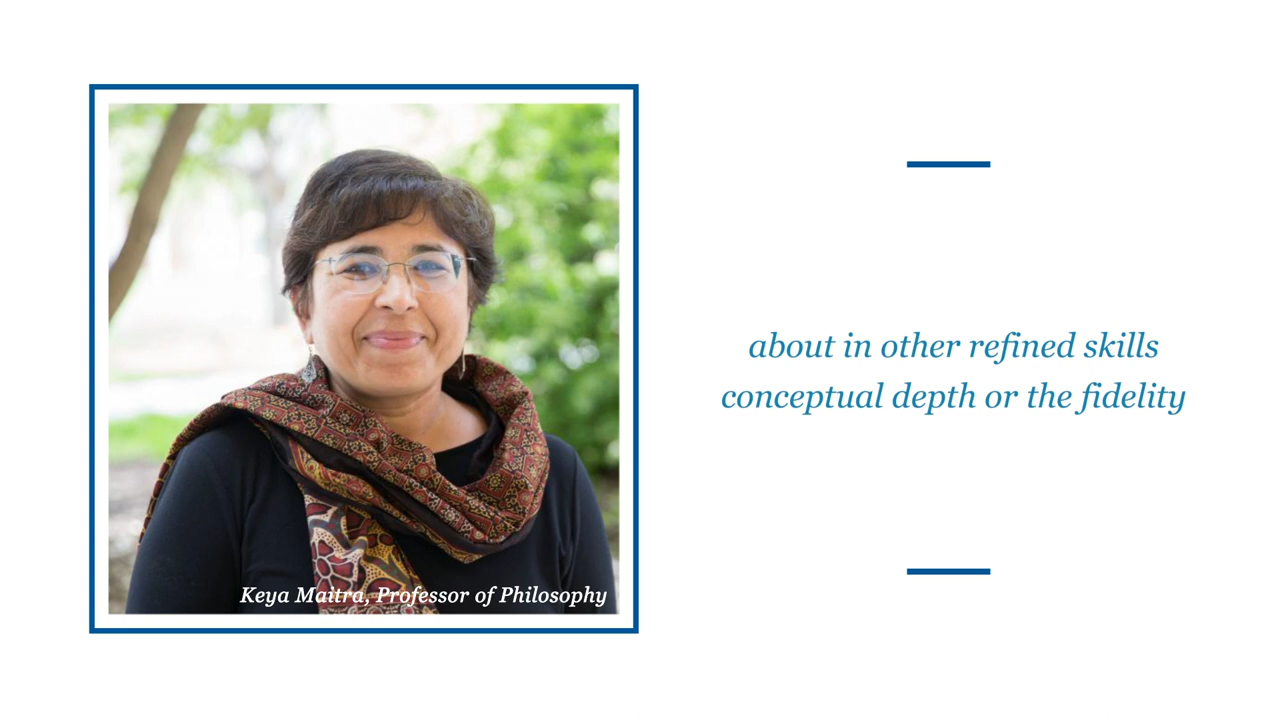 about in other refined skills
conceptual depth or the fidelity
Keya Maitra, Professor of Philosophy